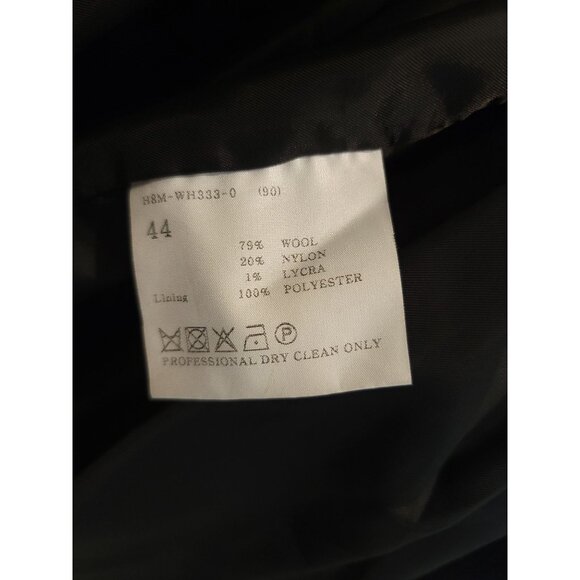 H8M-WH333-0 (90)
44
79% WOOL
20% NYLON
1% LYCRA
Lining 100% POLYESTER
P
PROFESSIONAL DRY CLEAN ONLY